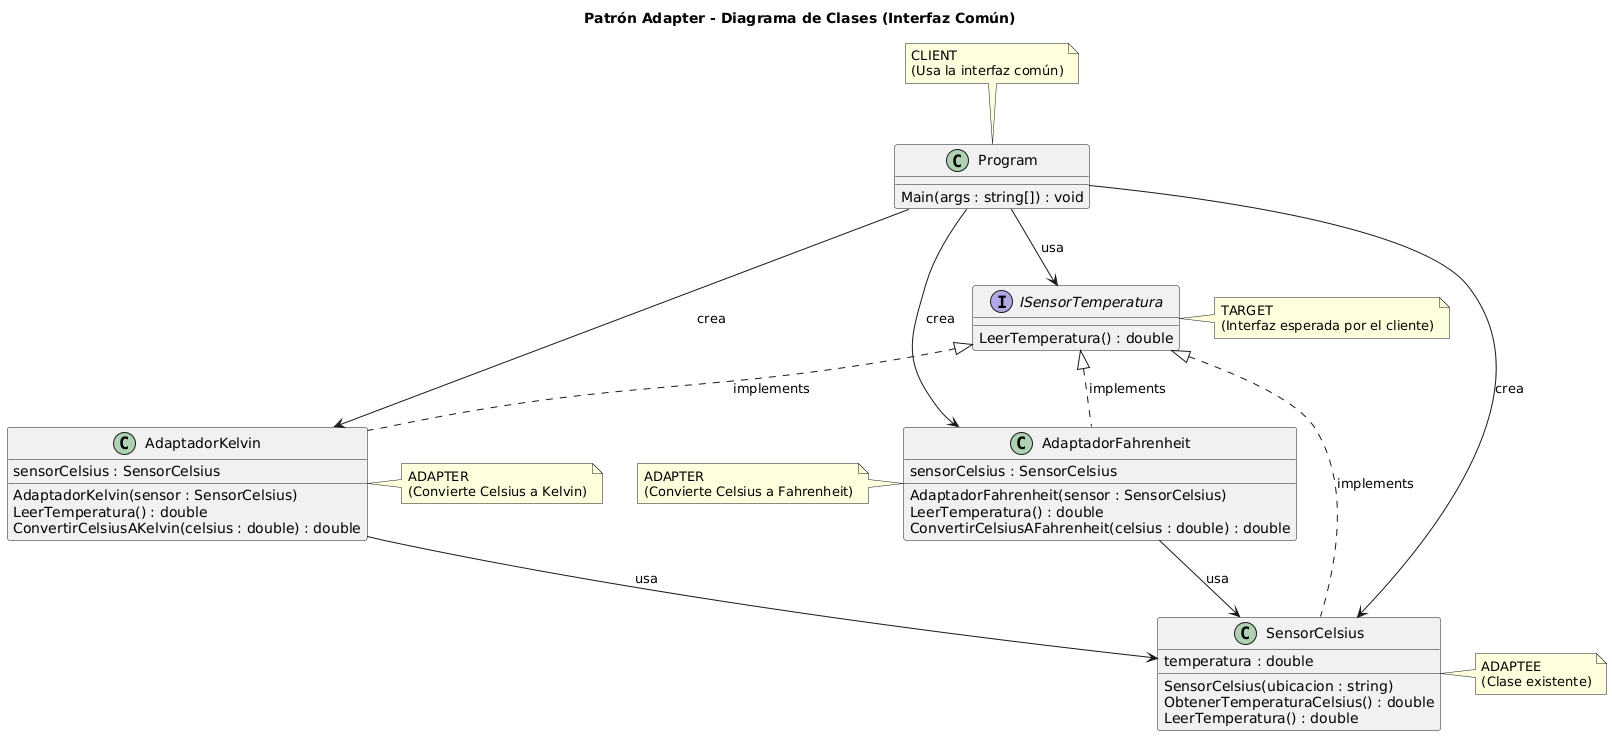 Patrón Adapter - Diagrama de Clases (Interfaz Común)
CLIENT
(Usa la interfaz común)
C Program
Main(args : string[]) : void
usa
I ISensorTemperatura
LeerTemperatura() : double
TARGET
(Interfaz esperada por el cliente)
crea
crea
crea
implements
implements
implements
C AdaptadorKelvin
sensorCelsius : SensorCelsius
AdaptadorKelvin(sensor : SensorCelsius)
LeerTemperatura() : double
ConvertirCelsiusAKelvin(celsius : double) : double
ADAPTER
(Convierte Celsius a Kelvin)
ADAPTER
(Convierte Celsius a Fahrenheit)
C AdaptadorFahrenheit
sensorCelsius : SensorCelsius
AdaptadorFahrenheit(sensor : SensorCelsius)
LeerTemperatura() : double
ConvertirCelsiusAFahrenheit(celsius : double) : double
usa
usa
C SensorCelsius
temperatura : double
SensorCelsius(ubicacion : string)
ObtenerTemperaturaCelsius() : double
LeerTemperatura() : double
ADAPTEE
(Clase existente)